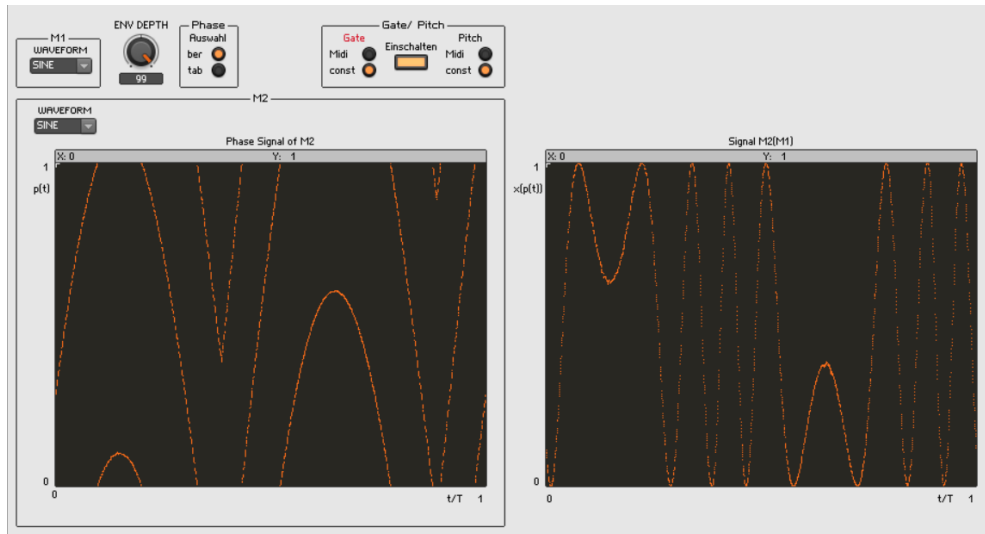 M1
WAVEFORM
SINE
ENV DEPTH
99
Phase
Auswahl
ber
tab
Gate/ Pitch
Gate
Midi
const
Einschalten
Pitch
Midi
const
M2
WAVEFORM
SINE
Phase Signal of M2
X: 0 Y: 1
1
p(t)
0
0
t/T 1
Signal M2(M1)
X: 0 Y: 1
1
x(p(t))
0
0
t/T 1